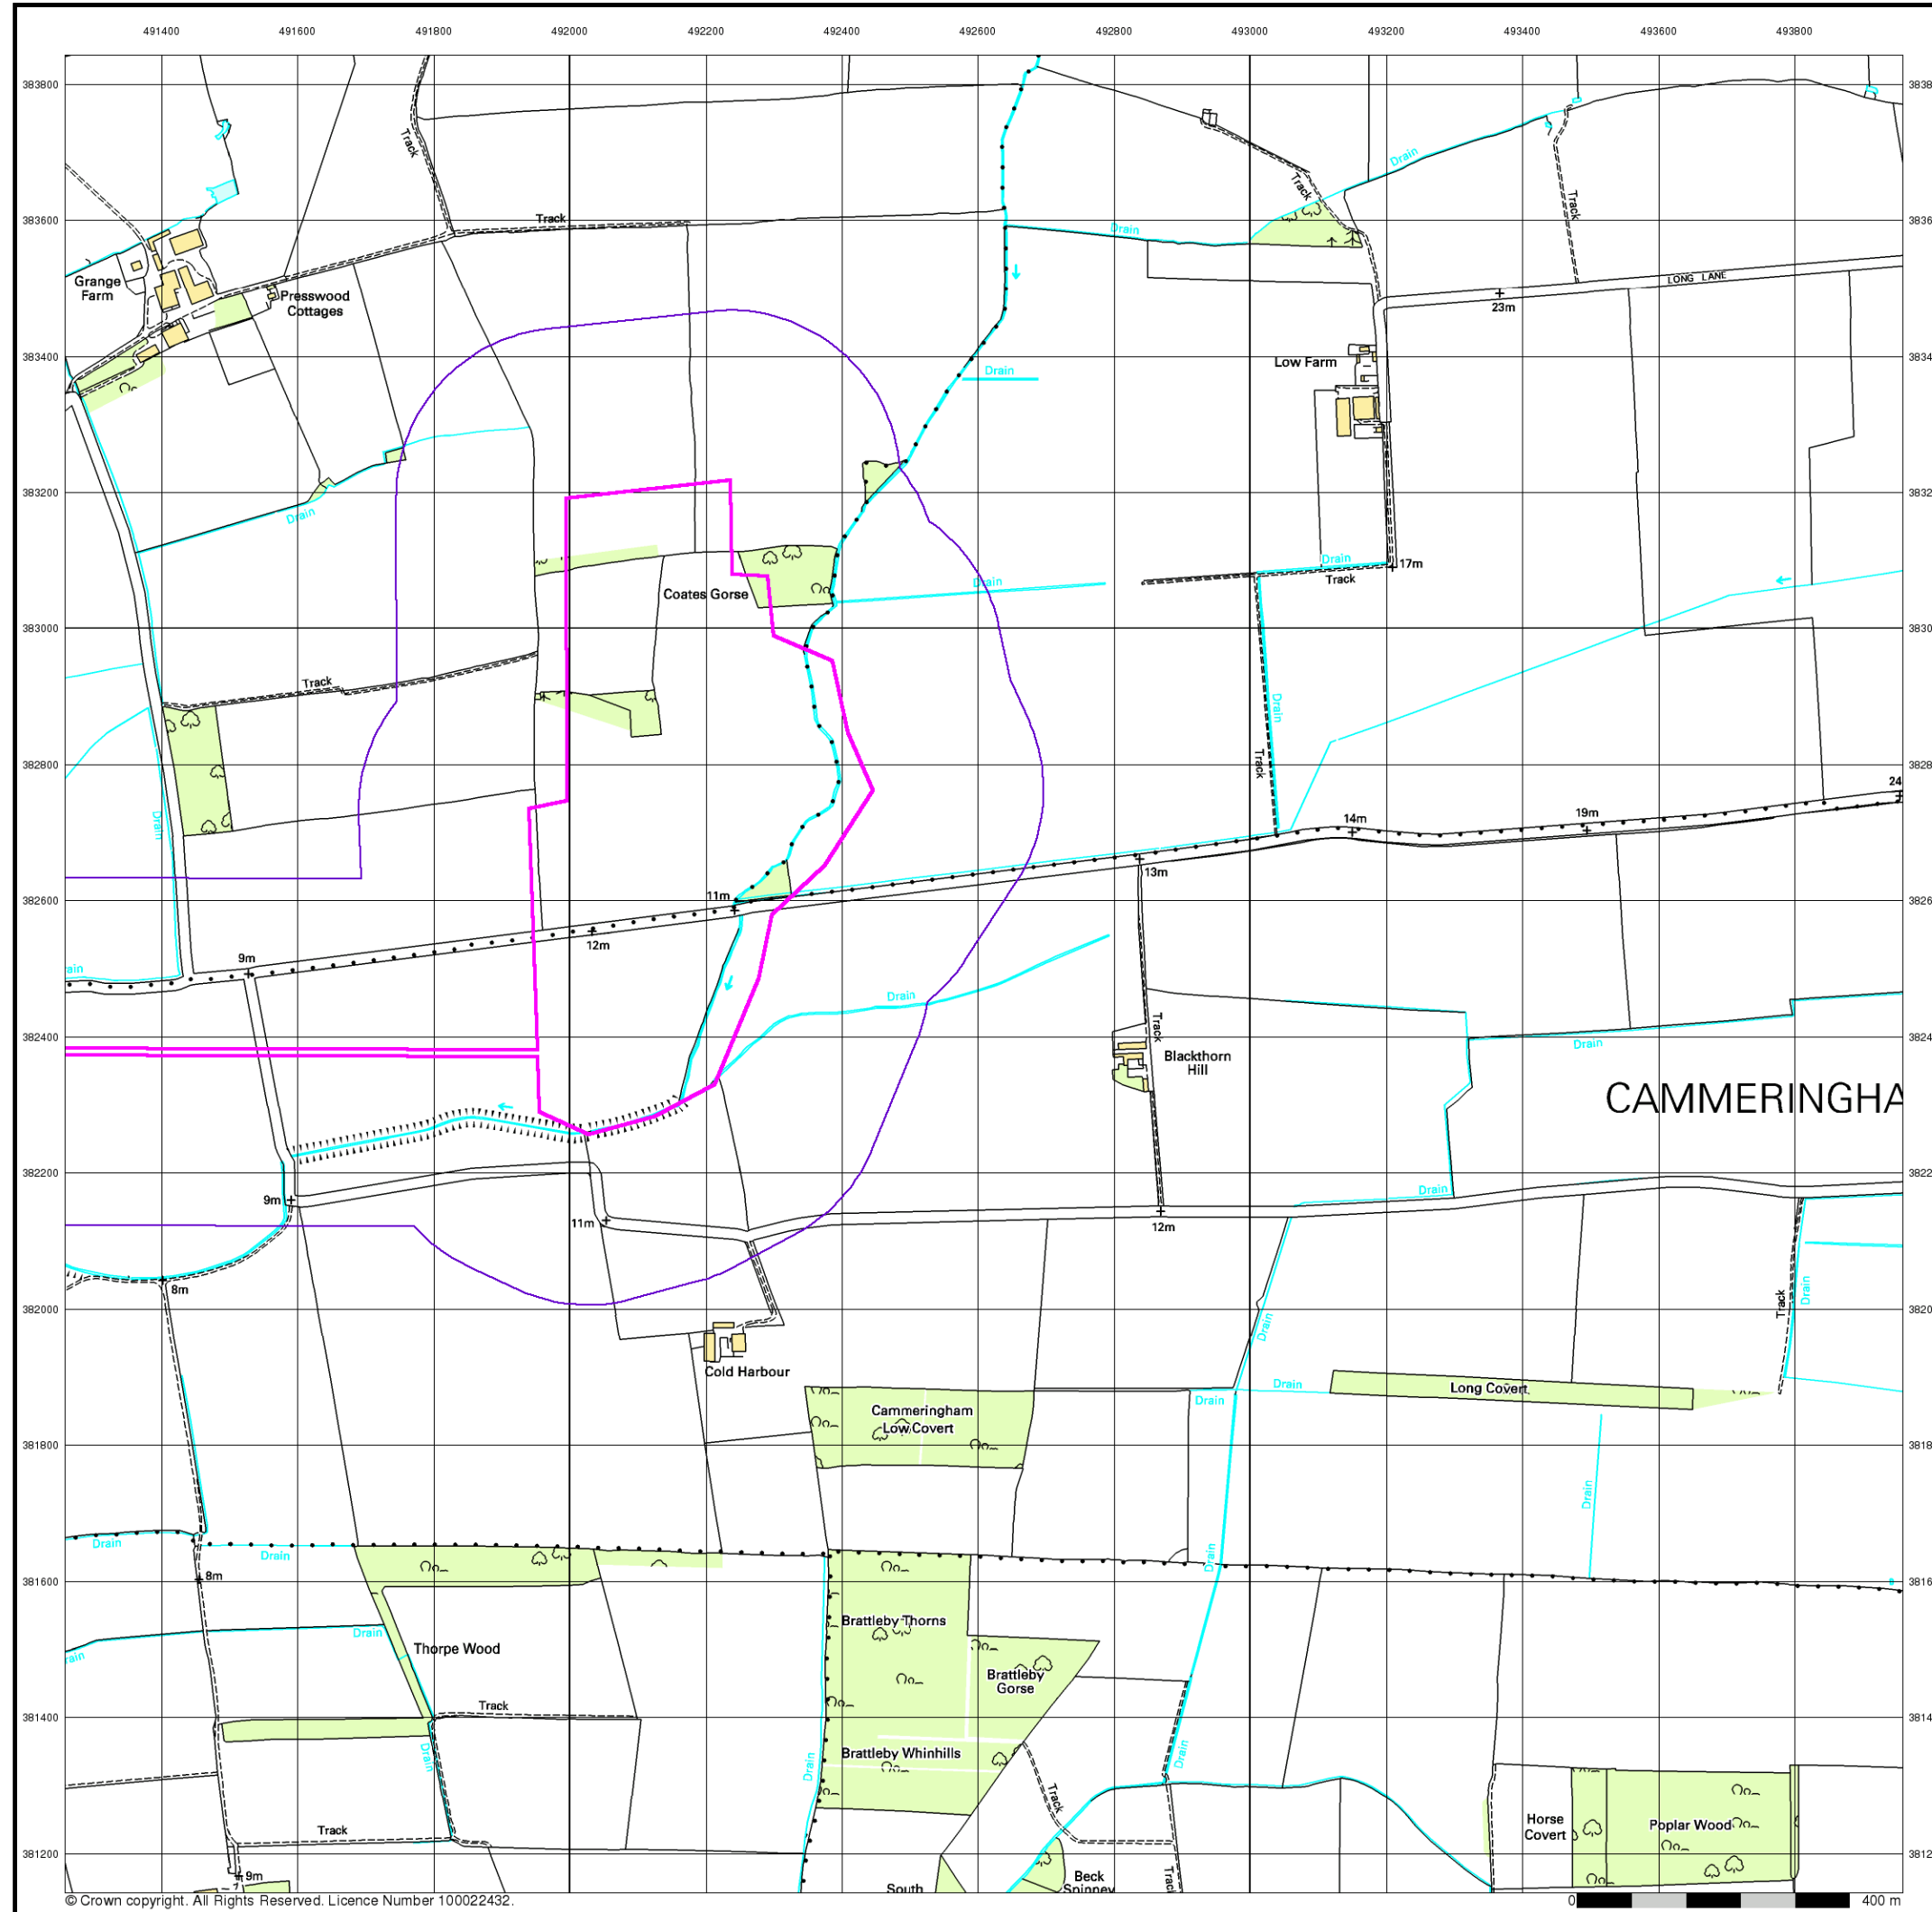 491400 491600 491800 492000 492200 492400 492600 492800 493000 493200 493400 493600 493800
383800
Track
Drain
Track
Track
383600
Track
Drain
Grange
Farm
Presswood
Cottages
LONG LANE
23m
383400
Low Farm
Drain
383200
Drain
Drain
17m
Track
Drain
Coates Gorse
383000
Track
Drain
382800
Track
Drain
24
14m
19m
13m
382600
11m
12m
9m
Drain
382400
Track
Drain
Blackthorn
Hill
CAMMERINGHA
382200
9m
11m
12m
Drain
8m
Drain
Track
382000
Drain
Cold Harbour
Drain
Long Covert
Drain
Cammeringham
Low Covert
381800
Drain
Drain
Drain
Drain
381600
8m
Brattleby Thorns
Drain
Thorpe Wood
Brattleby
Gorse
Track
381400
Drain
Drain
Drain
Brattleby Whinhills
Track
Horse
Covert
Poplar Wood
Track
381200
9m
South
Beck
Spinney
© Crown copyright. All Rights Reserved. Licence Number 100022432.
0 400 m